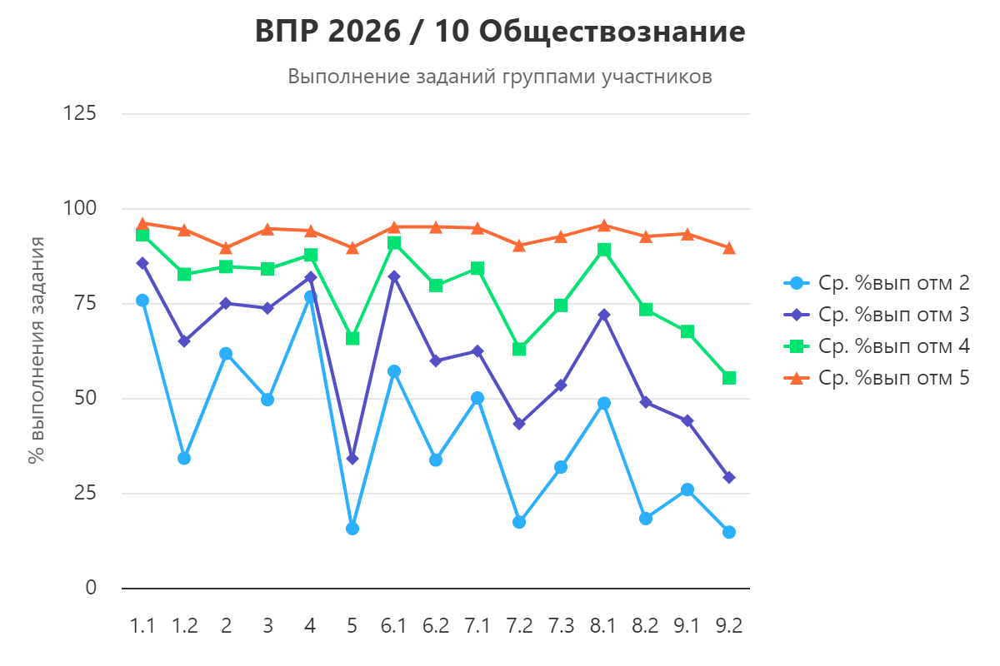 ВПР 2026 / 10 Обществознание
Выполнение заданий группами участников
% выполнения задания
125
100
75
50
25
0
1.1 1.2 2 3 4 5 6.1 6.2 7.1 7.2 7.3 8.1 8.2 9.1 9.2
Ср. %вып отм 2
Ср. %вып отм 3
Ср. %вып отм 4
Ср. %вып отм 5